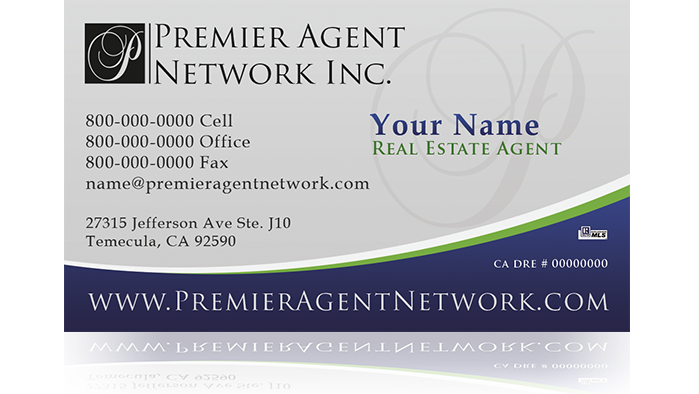 P
PREMIER AGENT
NETWORK INC.
800-000-0000 Cell
800-000-0000 Office
800-000-0000 Fax
name@premieragentnetwork.com
27315 Jefferson Ave Ste. J10
Temecula, CA 92590
Your Name
REAL ESTATE AGENT
R MLS
CA DRE # 00000000
WWW.PREMIERAGENTNETWORK.COM